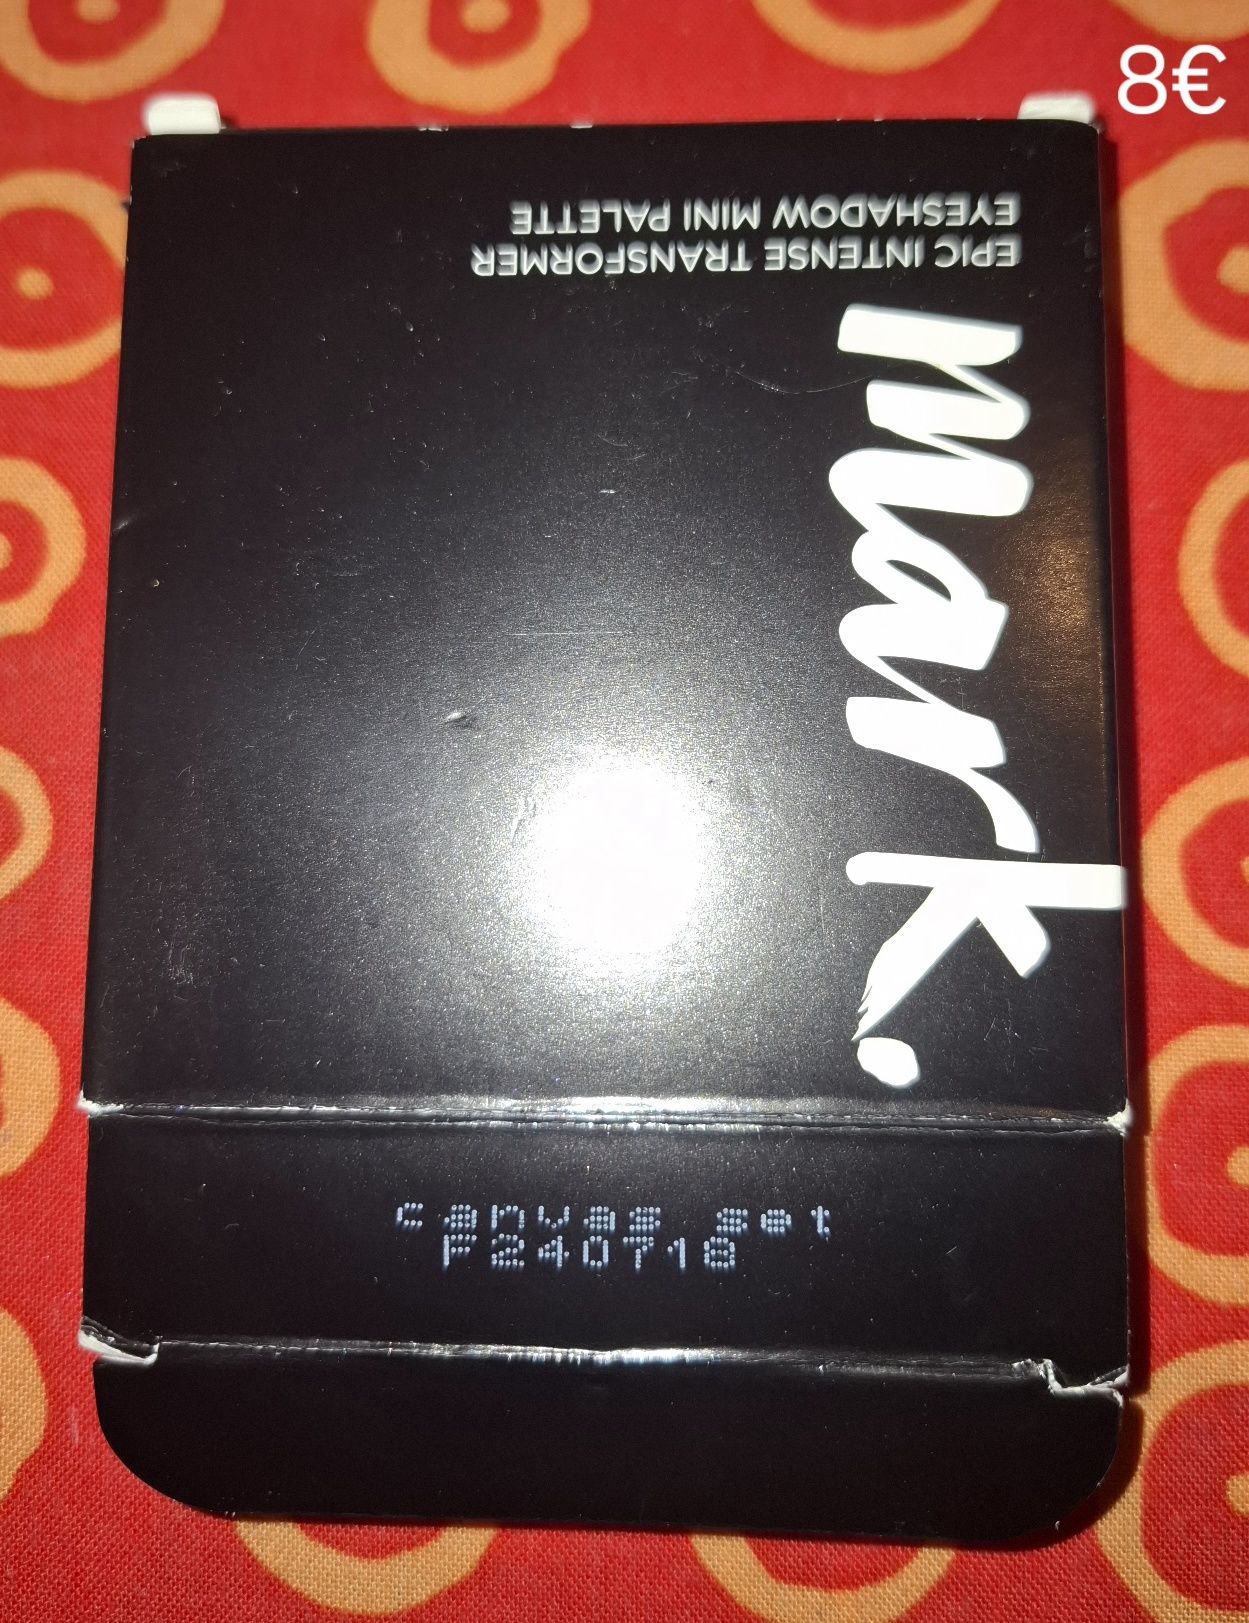 8€
EPIC INTENSE TRANSFORMER
EYESHADOW MINI PALETTE
mark.
canvas set
F240718